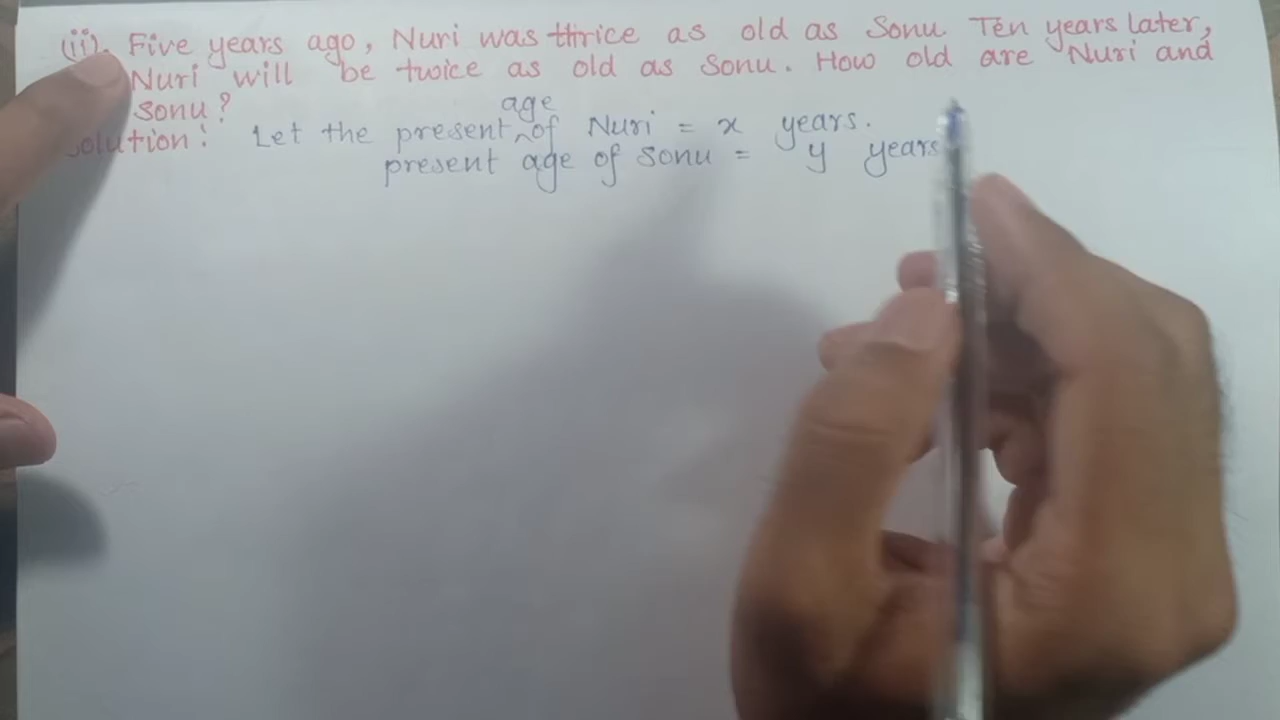 (ii). Five years ago, Nuri was thrice as old as Sonu Ten years later,
Nuri will be twice as old as Sonu. How old are Nuri and
Sonu?
Solution: Let the present age of Nuri = x years.
present age of Sonu = y years